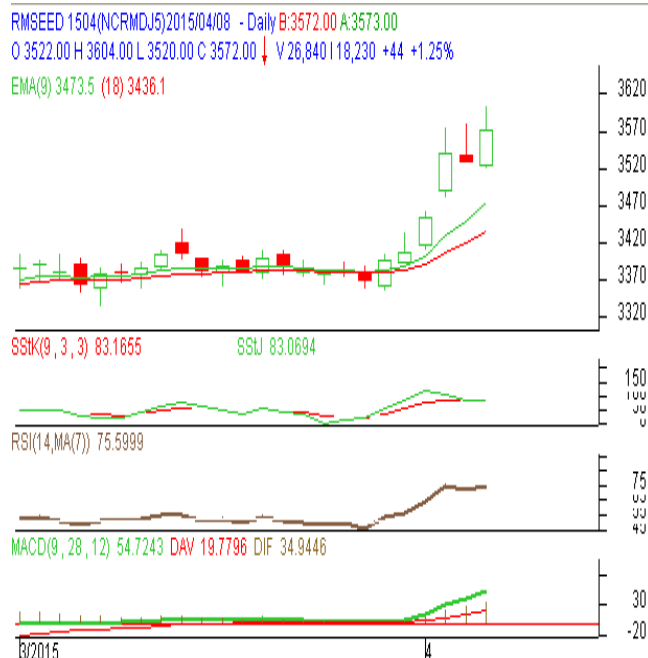 RMSEED 1504(NCRMDJ5)2015/04/08 - Daily B:3572.00 A:3573.00
O 3522.00 H 3604.00 L 3520.00 C 3572.00 V 26,840 I 18,230 +44 +1.25%
EMA(9) 3473.5 (18) 3436.1
3620
3570
3520
3470
3420
3370
3320
SStK(9, 3, 3) 83.1655 SStJ 83.0694
150
RSI(14,MA(7)) 75.5999
75
MACD(9, 28, 12) 54.7243 DAV 19.7796 DIF 34.9446
30
-20
3/2015 4